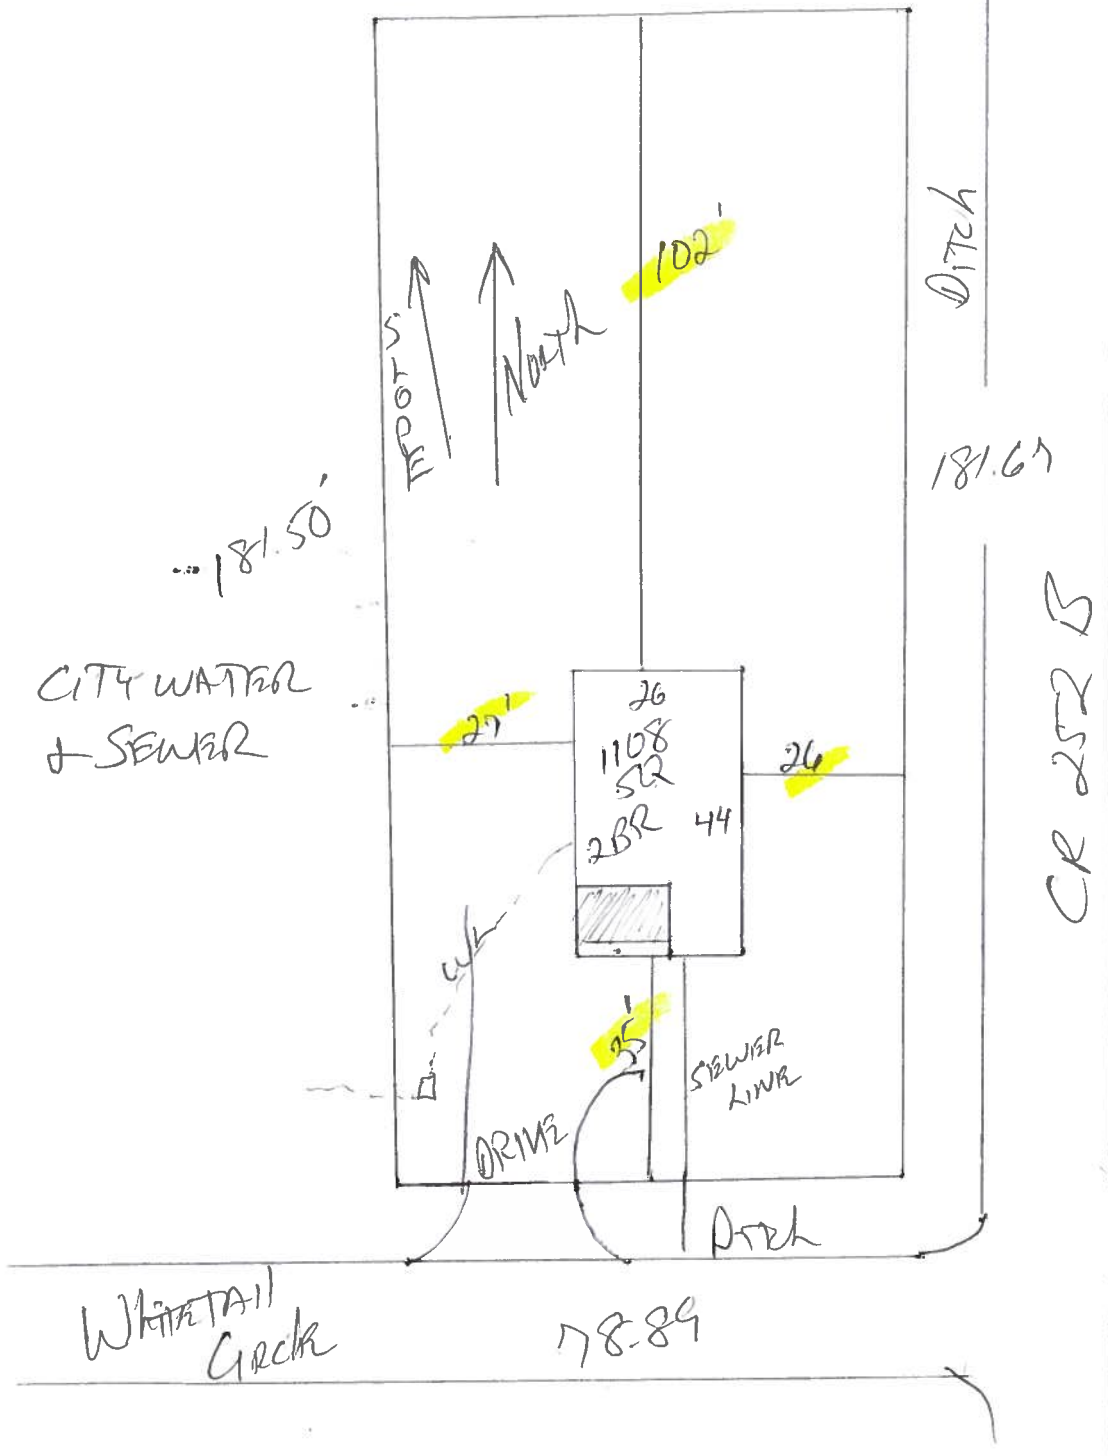 102'
Ditch
North
SLOPE
181.67
181.50'
CR 252 B
CITY WATER
& SEWER
27'
26
1108
SQ
2BR
44
26
W/L
35'
SEWER
LINE
DRIVE
Ditch
Whitetail
Circle
78.89